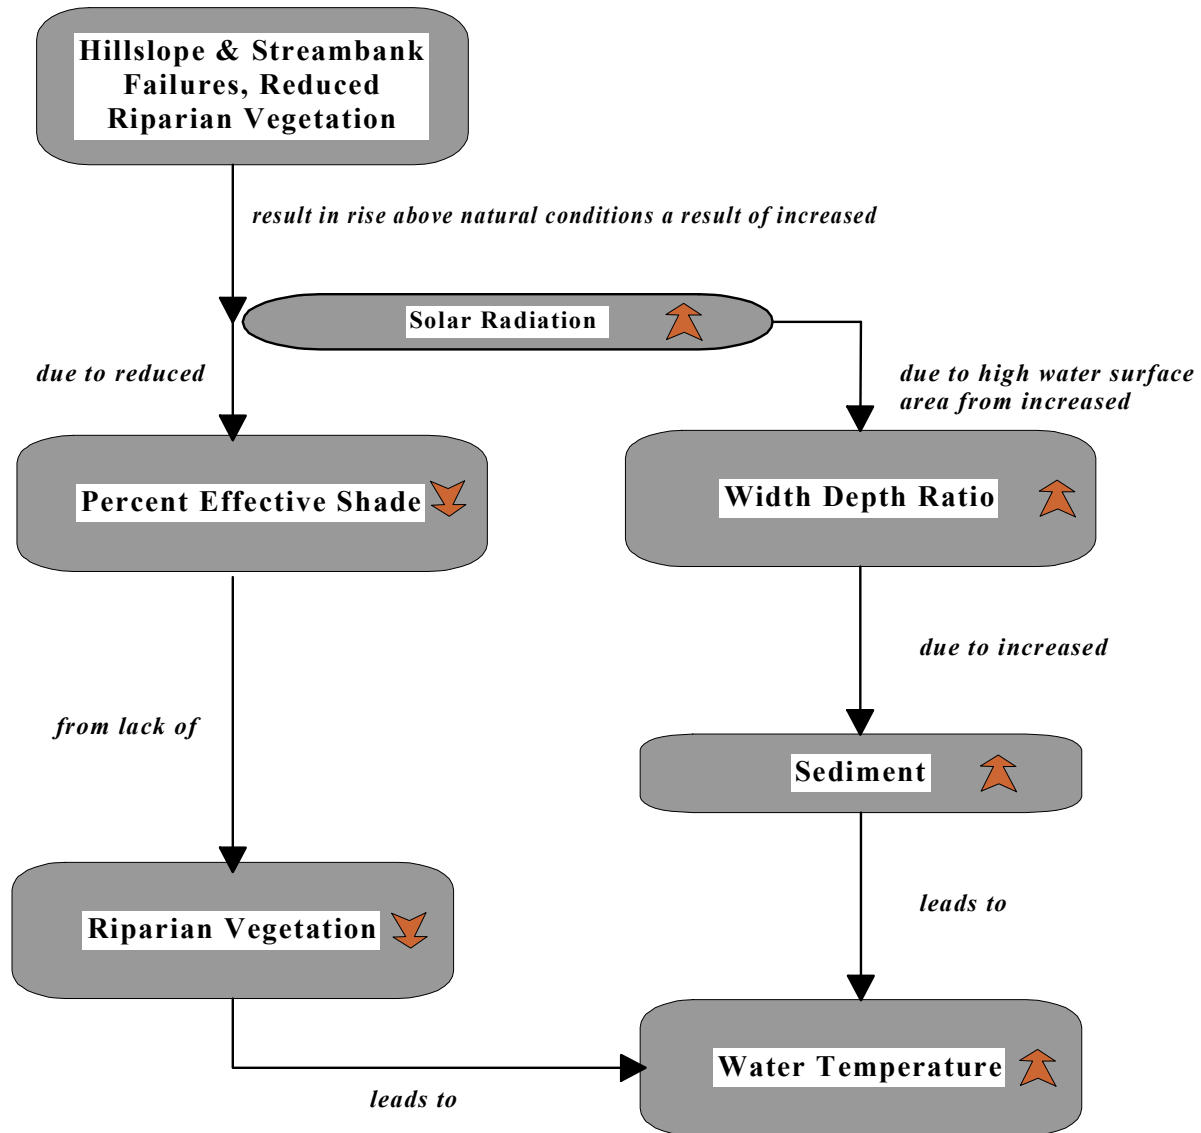 Hillslope & Streambank
Failures, Reduced
Riparian Vegetation
result in rise above natural conditions a result of increased
Solar Radiation
due to reduced
due to high water surface
area from increased
Percent Effective Shade
Width Depth Ratio
due to increased
from lack of
Sediment
leads to
Riparian Vegetation
Water Temperature
leads to